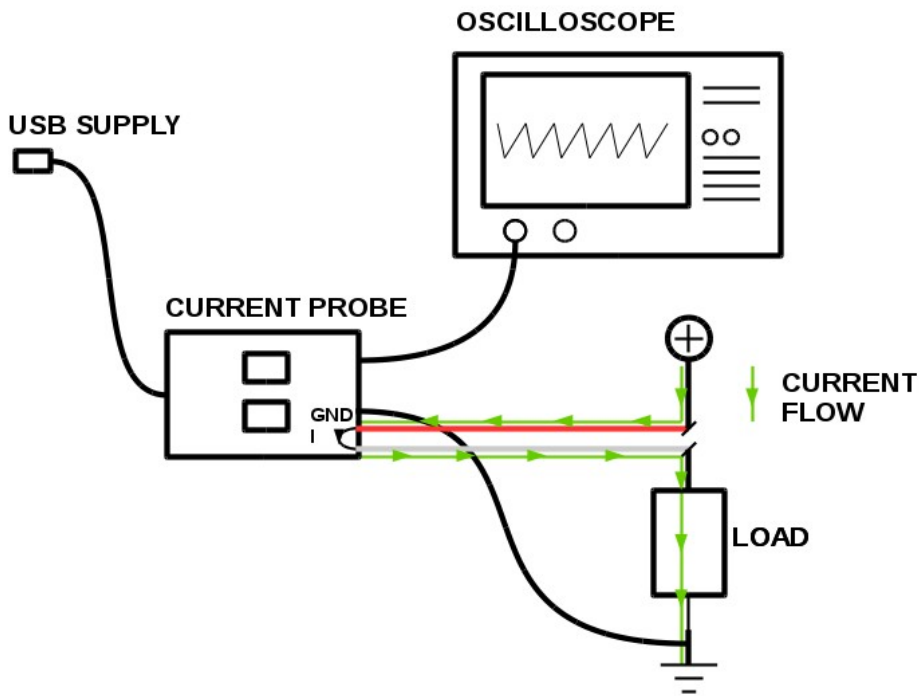 OSCILLOSCOPE
USB SUPPLY
CURRENT PROBE
GND
I
CURRENT
FLOW
LOAD